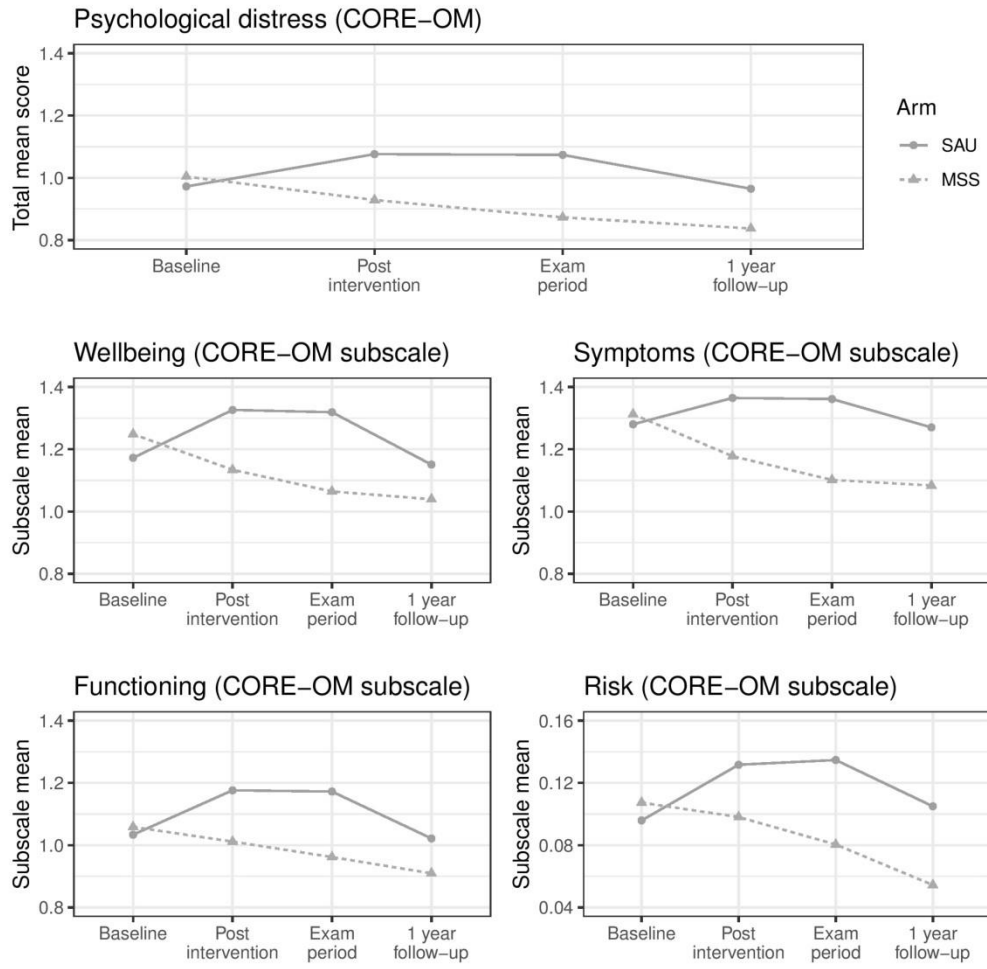 Psychological distress (CORE−OM)
Total mean score
1.4
1.2
1.0
0.8
Baseline
Post
intervention
Exam
period
1 year
follow−up
Arm
SAU
MSS
Wellbeing (CORE−OM subscale)
Subscale mean
1.4
1.2
1.0
0.8
Baseline
Post
intervention
Exam
period
1 year
follow−up
Symptoms (CORE−OM subscale)
Subscale mean
1.4
1.2
1.0
0.8
Baseline
Post
intervention
Exam
period
1 year
follow−up
Functioning (CORE−OM subscale)
Subscale mean
1.4
1.2
1.0
0.8
Baseline
Post
intervention
Exam
period
1 year
follow−up
Risk (CORE−OM subscale)
Subscale mean
0.16
0.12
0.08
0.04
Baseline
Post
intervention
Exam
period
1 year
follow−up